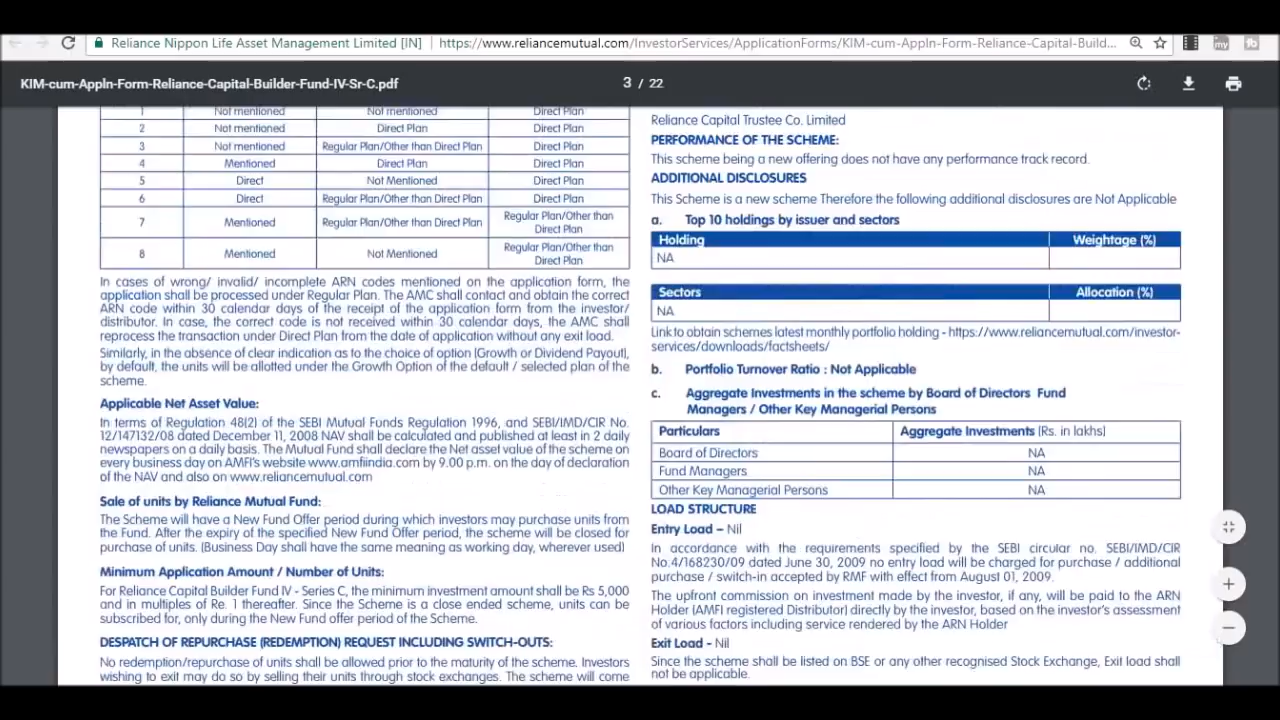 Reliance Nippon Life Asset Management Limited [IN]
https://www.reliancemutual.com/InvestorServices/ApplicationForms/KIM-cum-Appln-Form-Reliance-Capital-Build...
my
fb
KIM-cum-Appln-Form-Reliance-Capital-Builder-Fund-IV-Sr-C.pdf
3 / 22
1 Not mentioned Not mentioned Direct Plan
2 Not mentioned Direct Plan Direct Plan
3 Not mentioned Regular Plan/Other than Direct Plan Direct Plan
4 Mentioned Direct Plan Direct Plan
5 Direct Not Mentioned Direct Plan
6 Direct Regular Plan/Other than Direct Plan Direct Plan
7 Mentioned Regular Plan/Other than Direct Plan Regular Plan/Other than
Direct Plan
8 Mentioned Not Mentioned Regular Plan/Other than
Direct Plan
In cases of wrong/ invalid/ incomplete ARN codes mentioned on the application form, the
application shall be processed under Regular Plan. The AMC shall contact and obtain the correct
ARN code within 30 calendar days of the receipt of the application form from the investor/
distributor. In case, the correct code is not received within 30 calendar days, the AMC shall
reprocess the transaction under Direct Plan from the date of application without any exit load.
Similarly, in the absence of clear indication as to the choice of option (Growth or Dividend Payout),
by default, the units will be allotted under the Growth Option of the default / selected plan of the
scheme.
Applicable Net Asset Value:
In terms of Regulation 48(2) of the SEBI Mutual Funds Regulation 1996, and SEBI/IMD/CIR No.
12/147132/08 dated December 11, 2008 NAV shall be calculated and published at least in 2 daily
newspapers on a daily basis. The Mutual Fund shall declare the Net asset value of the scheme on
every business day on AMFI's website www.amfiindia.com by 9.00 p.m. on the day of declaration
of the NAV and also on www.reliancemutual.com
Sale of units by Reliance Mutual Fund:
The Scheme will have a New Fund Offer period during which investors may purchase units from
the Fund. After the expiry of the specified New Fund Offer period, the scheme will be closed for
purchase of units. (Business Day shall have the same meaning as working day, wherever used)
Minimum Application Amount / Number of Units:
For Reliance Capital Builder Fund IV - Series C, the minimum investment amount shall be Rs 5,000
and in multiples of Re. 1 thereafter. Since the Scheme is a close ended scheme, units can be
subscribed for, only during the New Fund offer period of the Scheme.
DESPATCH OF REPURCHASE (REDEMPTION) REQUEST INCLUDING SWITCH-OUTS:
No redemption/repurchase of units shall be allowed prior to the maturity of the scheme. Investors
wishing to exit may do so by selling their units through stock exchanges. The scheme will come
Reliance Capital Trustee Co. Limited
PERFORMANCE OF THE SCHEME:
This scheme being a new offering does not have any performance track record.
ADDITIONAL DISCLOSURES
This Scheme is a new scheme Therefore the following additional disclosures are Not Applicable
a. Top 10 holdings by issuer and sectors
Holding Weightage (%)
NA
Sectors Allocation (%)
NA
Link to obtain schemes latest monthly portfolio holding - https://www.reliancemutual.com/investor-
services/downloads/factsheets/
b. Portfolio Turnover Ratio : Not Applicable
c. Aggregate Investments in the scheme by Board of Directors Fund
Managers / Other Key Managerial Persons
Particulars Aggregate Investments (Rs. in lakhs)
Board of Directors NA
Fund Managers NA
Other Key Managerial Persons NA
LOAD STRUCTURE
Entry Load – Nil
In accordance with the requirements specified by the SEBI circular no. SEBI/IMD/CIR
No.4/168230/09 dated June 30, 2009 no entry load will be charged for purchase / additional
purchase / switch-in accepted by RMF with effect from August 01, 2009.
The upfront commission on investment made by the investor, if any, will be paid to the ARN
Holder (AMFI registered Distributor) directly by the investor, based on the investor's assessment
of various factors including service rendered by the ARN Holder
Exit Load - Nil
Since the scheme shall be listed on BSE or any other recognised Stock Exchange, Exit load shall
not be applicable.